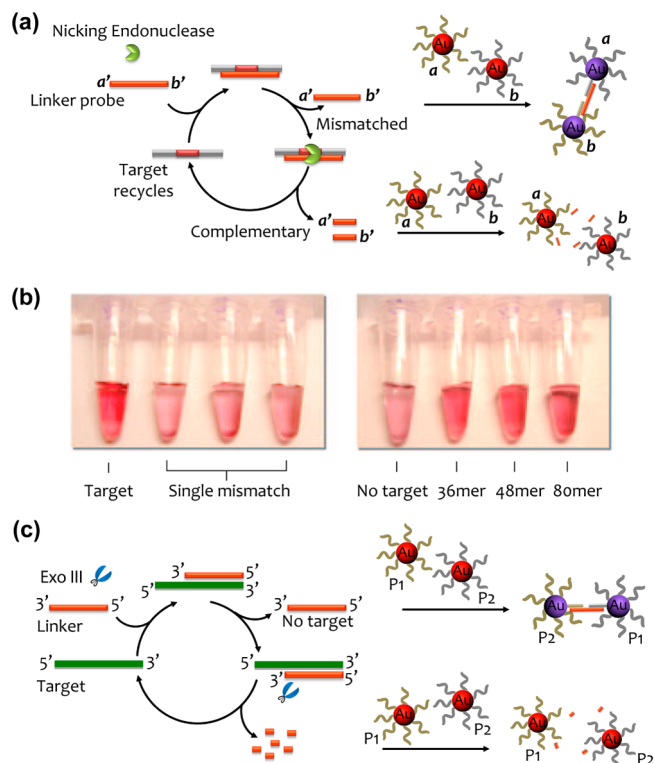 (a)
Nicking Endonuclease
a’ b’
Linker probe
a’ b’
Mismatched
Target
recycles
Complementary
a’
b’
Au
a
Au
b
a
Au
Au
b
Au
a
Au
b
a
Au
b
Au
(b)
Target
Single mismatch
No target 36mer 48mer 80mer
(c)
Exo III
3’ 5’
Linker
3’ 5’
5’ 3’
3’ 5’
No target
5’ 3’
Target
5’ 3’
3’ 5’
Au
P1
Au
P2
Au Au
P2 P1
Au
P1
Au
P2
Au
P1
Au
P2